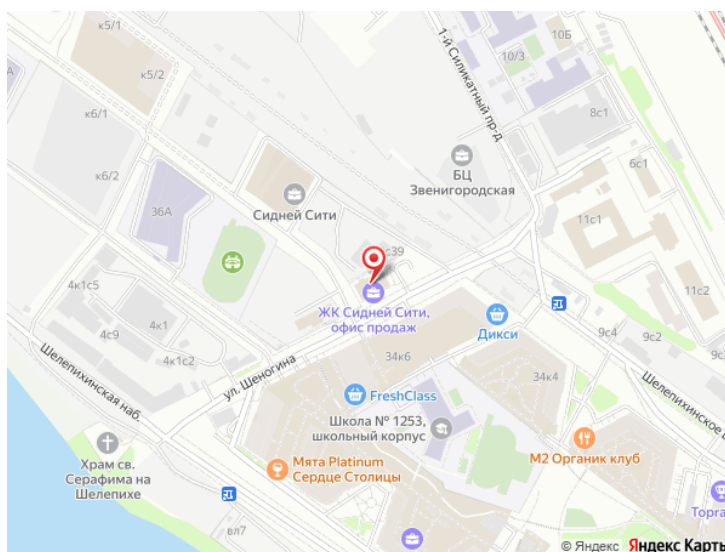 к5/1
к5/2
к6/1
к6/2
36А
10Б
10/3
1-й Силикатный пр-д
8с1
6с1
БЦ
Звенигородская
11с1
11с2
Сидней Сити
с39
ЖК Сидней Сити,
офис продаж
Дикси
9с4
9с2
4к1с5
4к1
4с9
4к1с2
34к6
34к4
Шелепихинская наб.
ул. Шеногина
Шелепихинское
FreshClass
Школа № 1253,
школьный корпус
М2 Органик клуб
Мята Platinum
Сердце Столицы
Храм св.
Серафима на
Шелепихе
вл7
Topra
© Яндекс Яндекс Карты